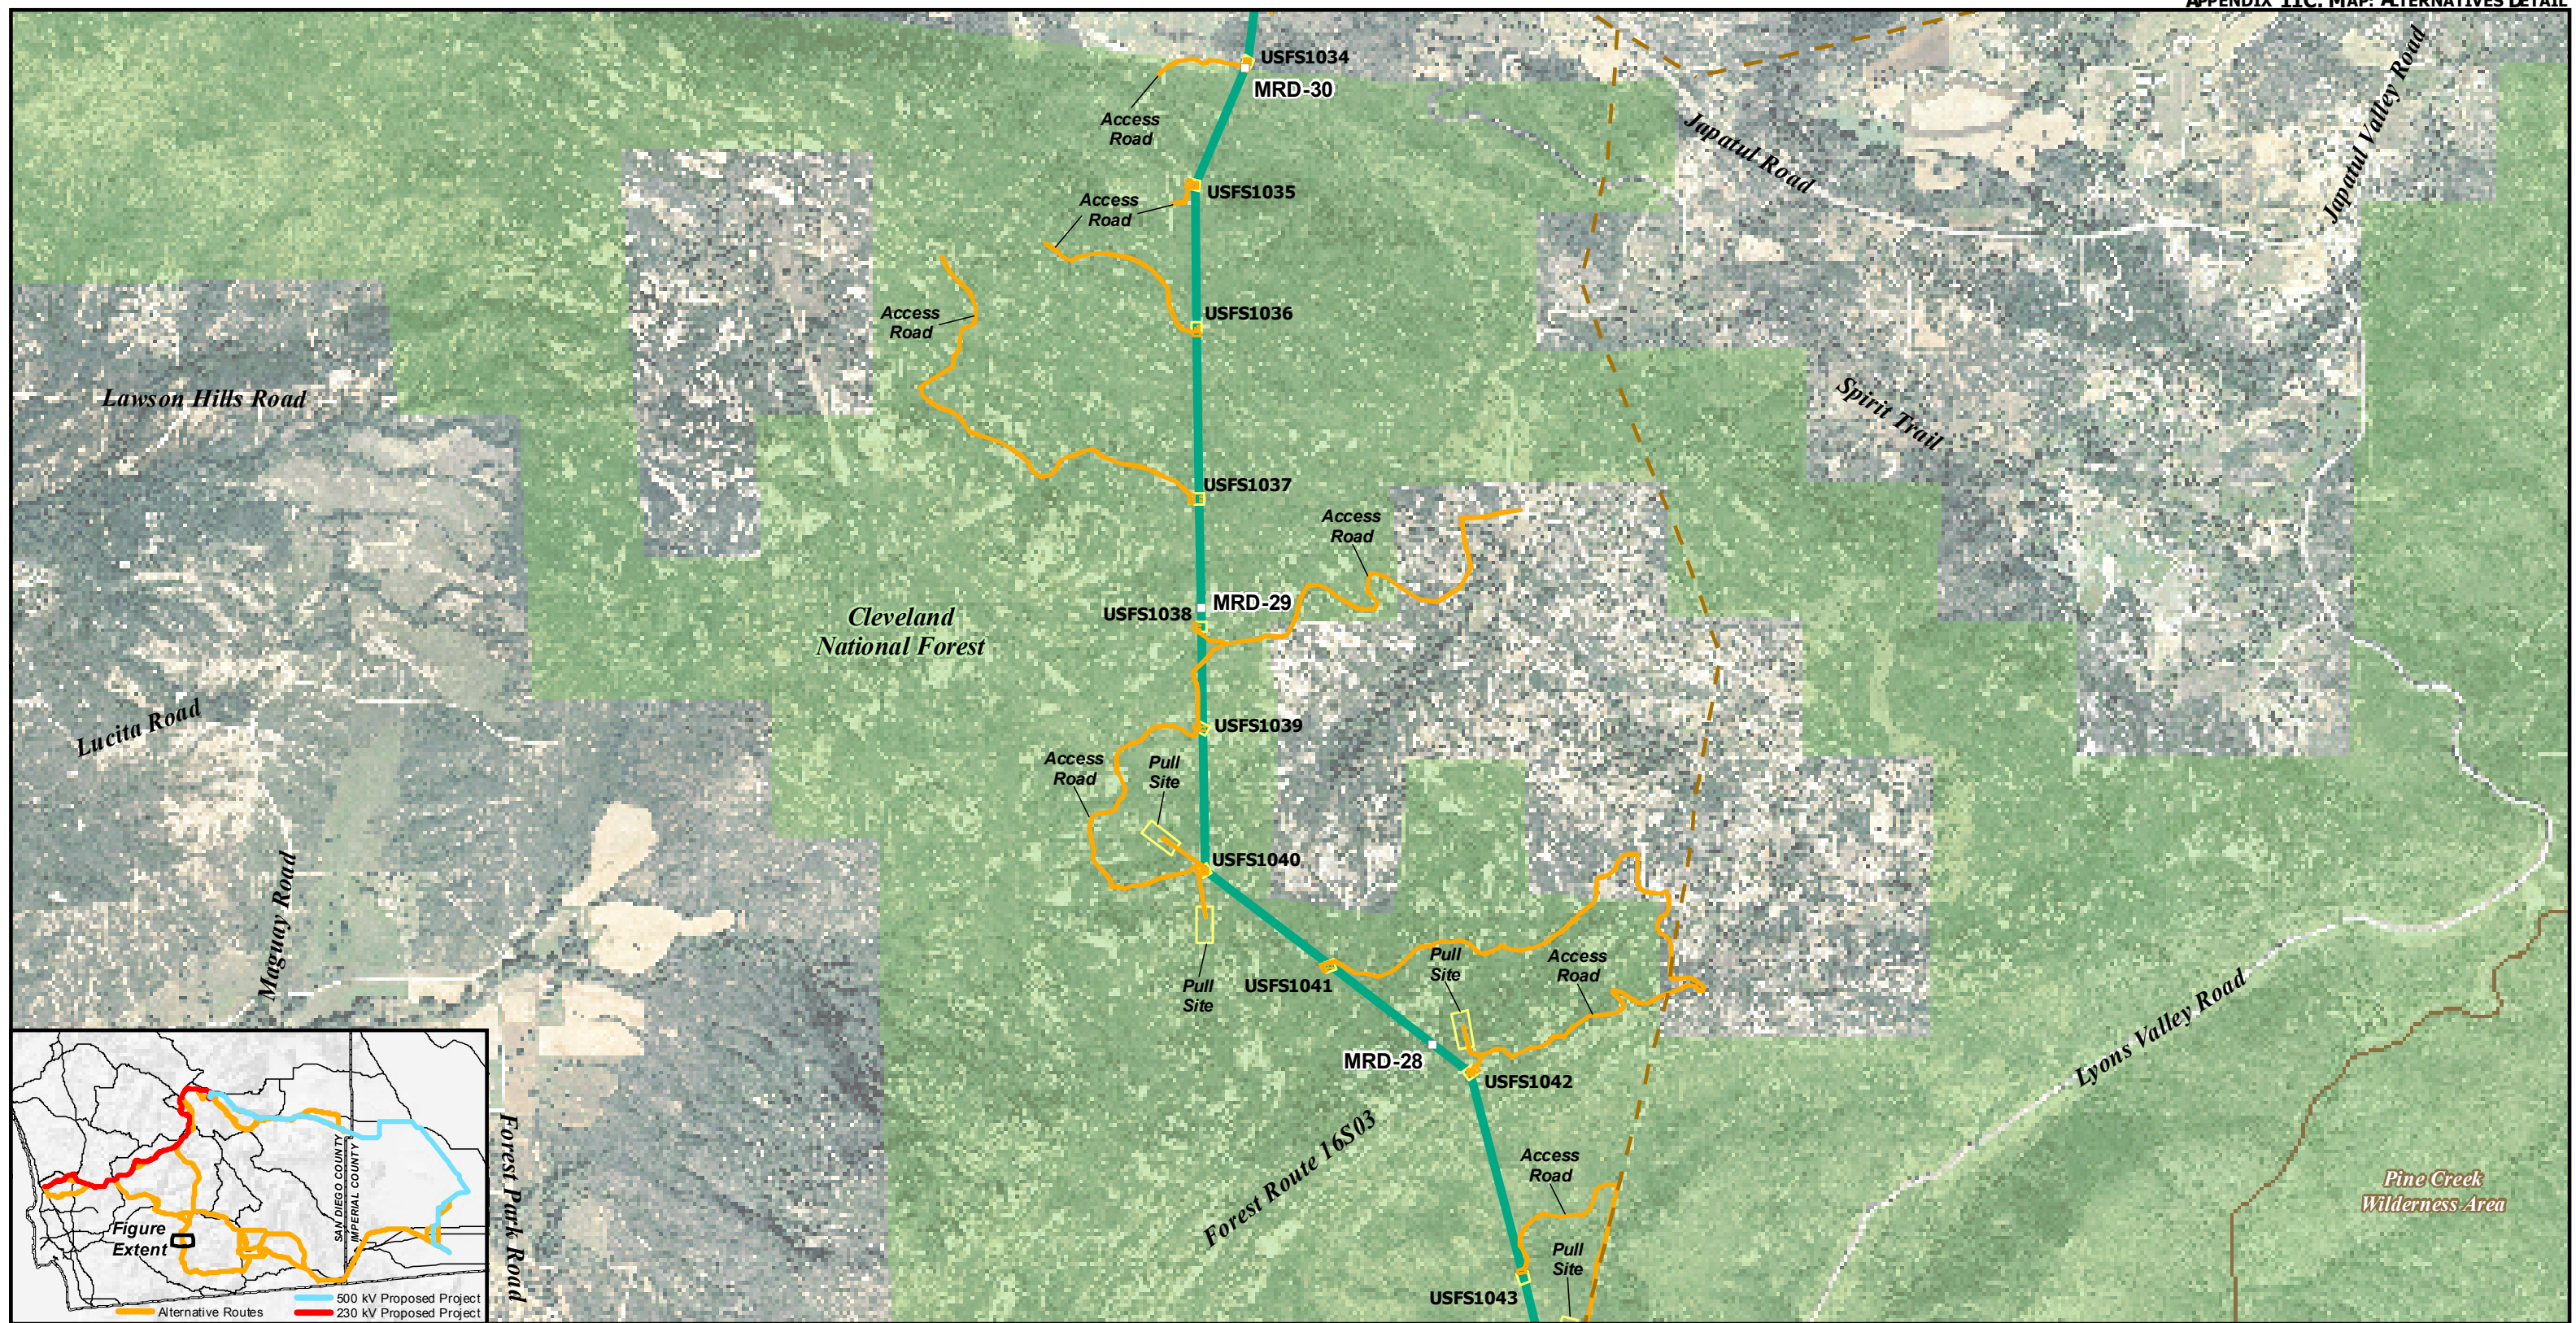 APPENDIX 11C. MAP: ALTERNATIVES DETAIL
USFS1034
MRD-30
Access
Road
Japatul Road
Japatul Valley Road
USFS1035
Access
Road
USFS1036
Access
Road
Lawson Hills Road
Spirit Trail
USFS1037
Access
Road
MRD-29
USFS1038
Cleveland
National Forest
Lucita Road
USFS1039
Access
Road
Pull
Site
USFS1040
Maguay Road
Pull
Site
USFS1041
Pull
Site
Access
Road
MRD-28
USFS1042
Lyons Valley Road
Forest Route 16S03
Access
Road
Pine Creek
Wilderness Area
Pull
Site
USFS1043
Forest Park Road
SAN DIEGO COUNTY
IMPERIAL COUNTY
Figure
Extent
500 kV Proposed Project
Alternative Routes
230 kV Proposed Project